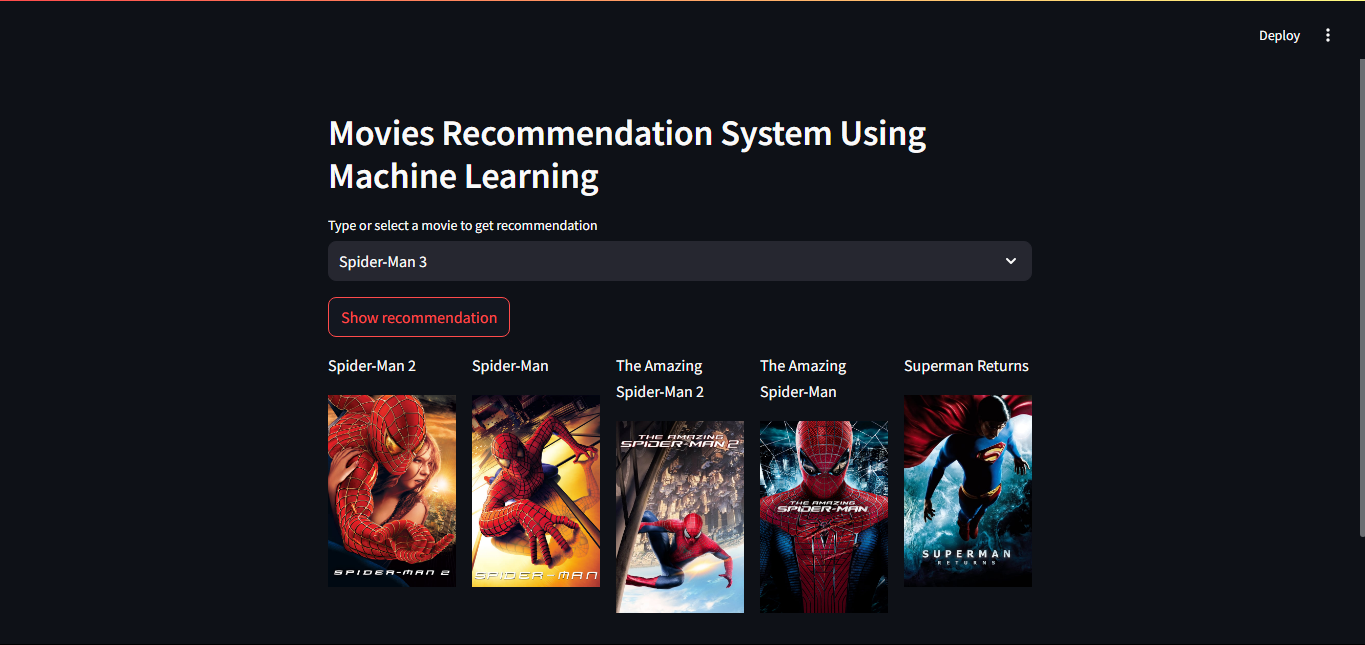 Deploy
Movies Recommendation System Using
Machine Learning
Type or select a movie to get recommendation
Spider-Man 3
Show recommendation
Spider-Man 2
Spider-Man
The Amazing
Spider-Man 2
The Amazing
Spider-Man
Superman Returns
SPIDER-MAN 2
SPIDER-MAN
THE AMAZING
SPIDER-MAN 2
THE AMAZING
SPIDER-MAN
SUPERMAN
RETURNS